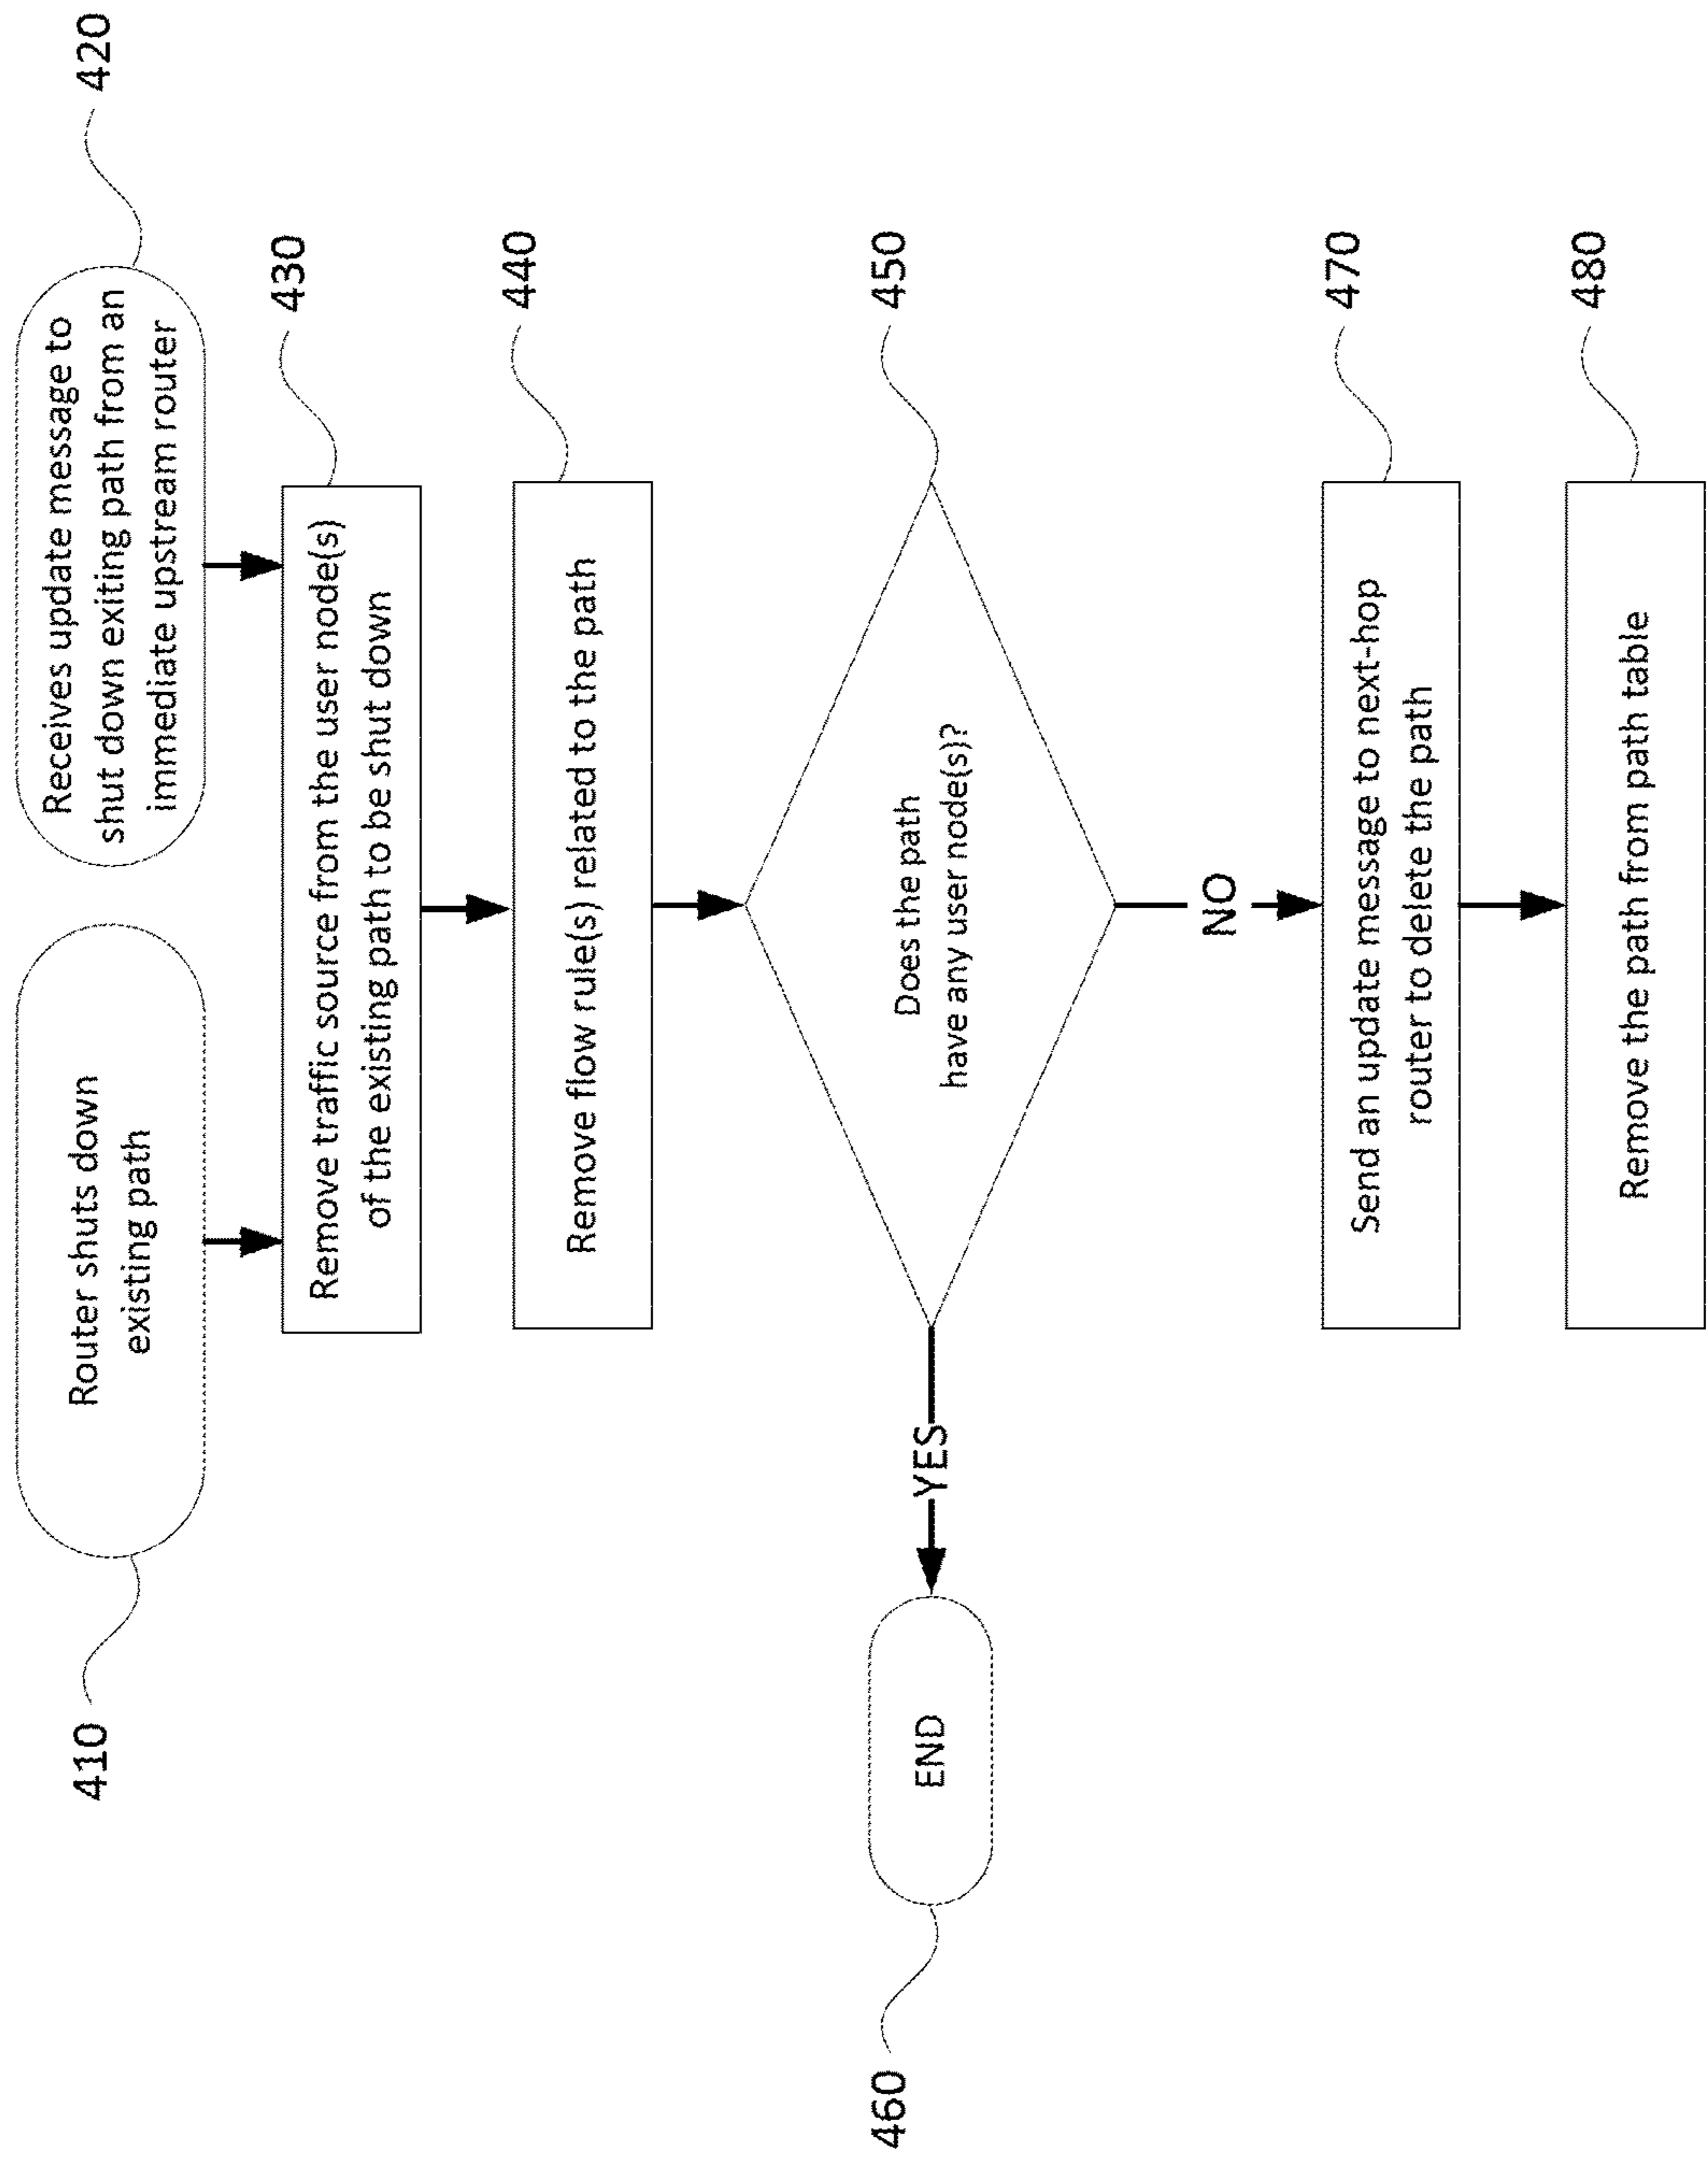 410
Router shuts down
existing path
Receives update message to
shut down exiting path from an
immediate upstream router
420
Remove traffic source from the user node(s)
of the existing path to be shut down
430
Remove flow rule(s) related to the path
440
Does the path
have any user node(s)?
450
YES
END
460
NO
Send an update message to next-hop
router to delete the path
470
Remove the path from path table
480